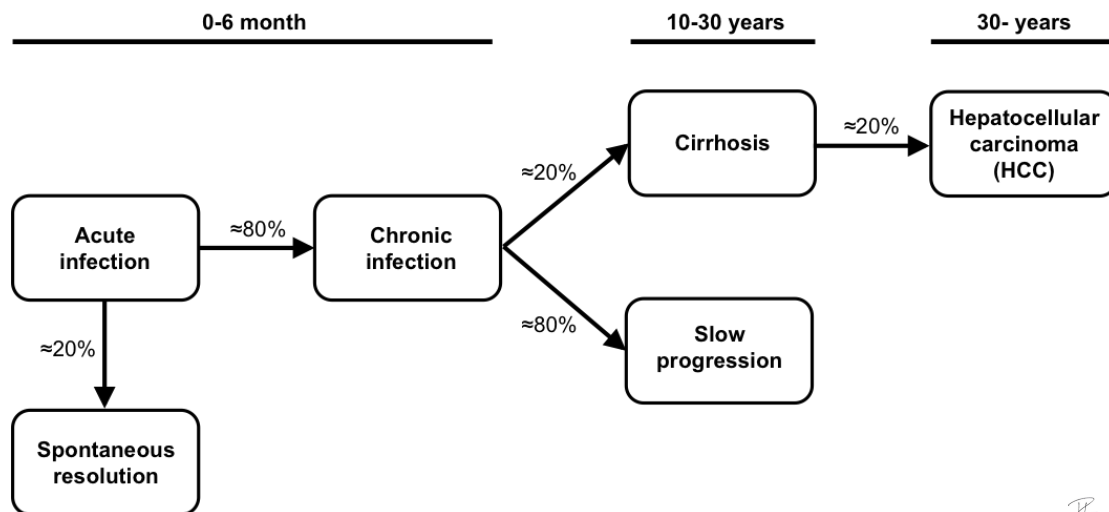 0-6 month
10-30 years
30- years
Acute
infection
≈80%
Chronic
infection
≈20%
Cirrhosis
≈20%
Hepatocellular
carcinoma
(HCC)
≈80%
Slow
progression
≈20%
Spontaneous
resolution